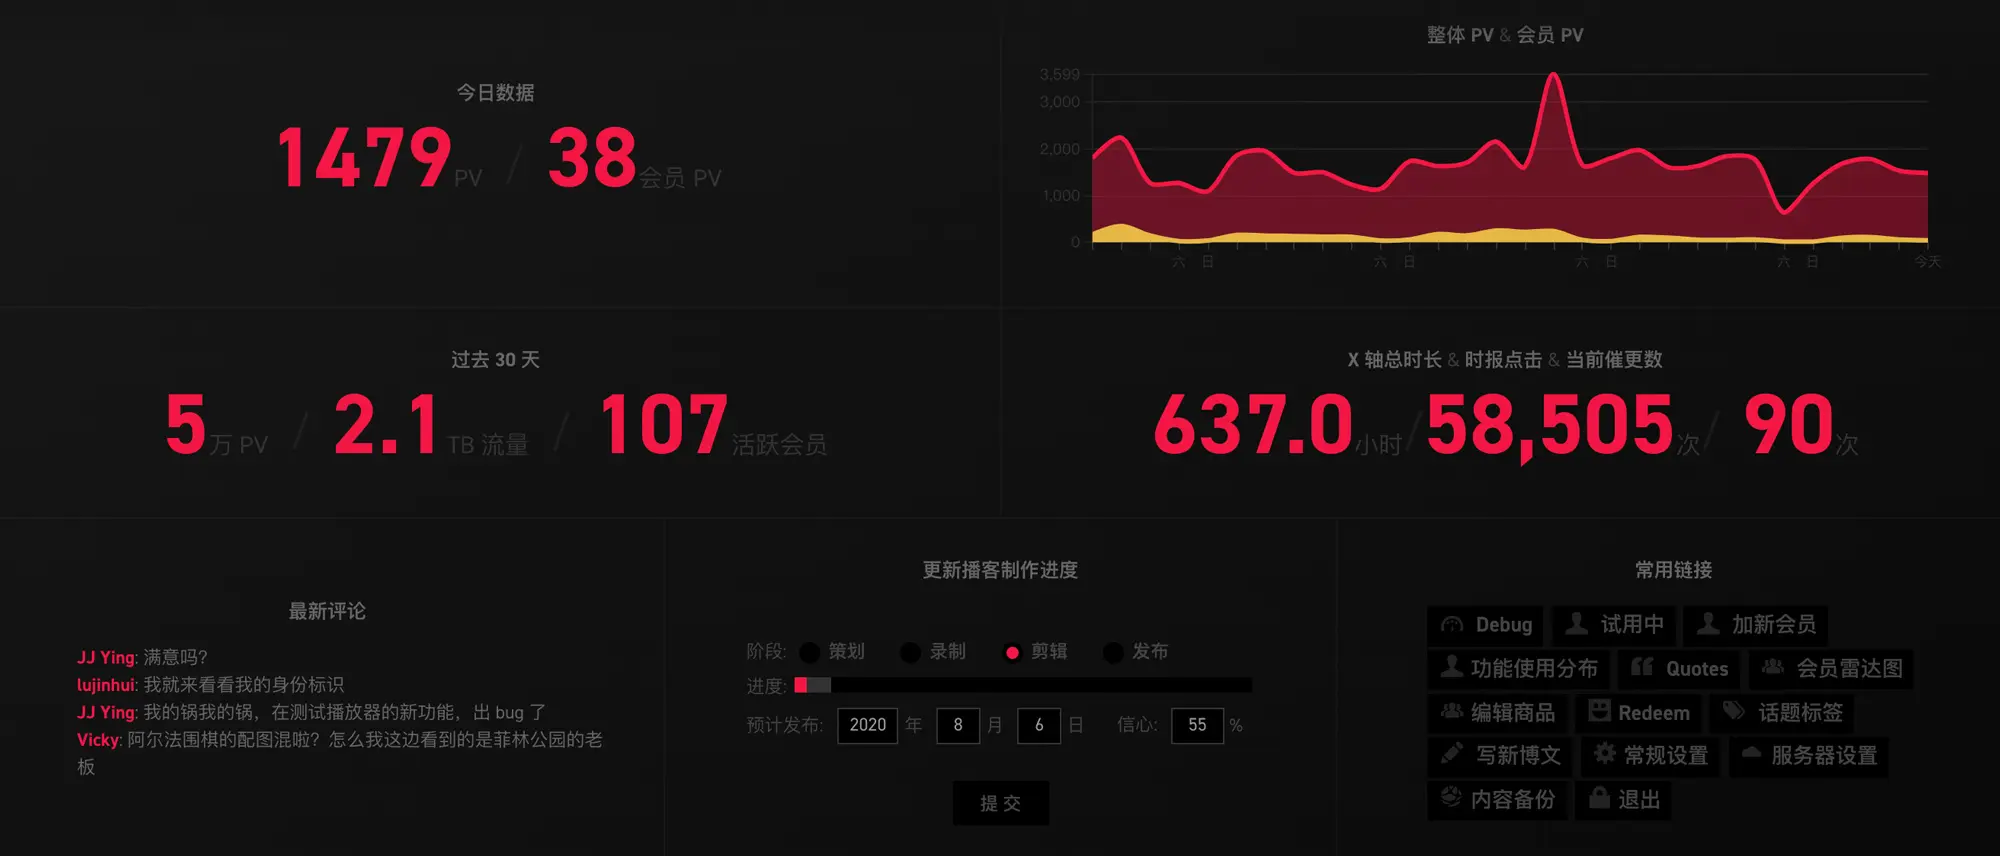 今日数据
1479 PV / 38 会员 PV
整体 PV & 会员 PV
3,599
3,000
2,000
1,000
0
六 日 六 日 六 日 六 日 今天
过去 30 天
5 万 PV / 2.1 TB 流量 / 107 活跃会员
X 轴总时长 & 时报点击 & 当前催更数
637.0 小时 / 58,505 次 / 90 次
最新评论
JJ Ying: 满意吗?
lujinhui: 我就来看看我的身份标识
JJ Ying: 我的锅我的锅，在测试播放器的新功能，出 bug 了
Vicky: 阿尔法围棋的配图混啦？怎么我这边看到的是菲林公园的老
板
更新播客制作进度
阶段: 策划 录制 剪辑 发布
进度:
预计发布: 2020 年 8 月 6 日 信心: 55 %
提 交
常用链接
Debug 试用中 加新会员
功能使用分布 Quotes 会员雷达图
编辑商品 Redeem 话题标签
写新博文 常规设置 服务器设置
内容备份 退出